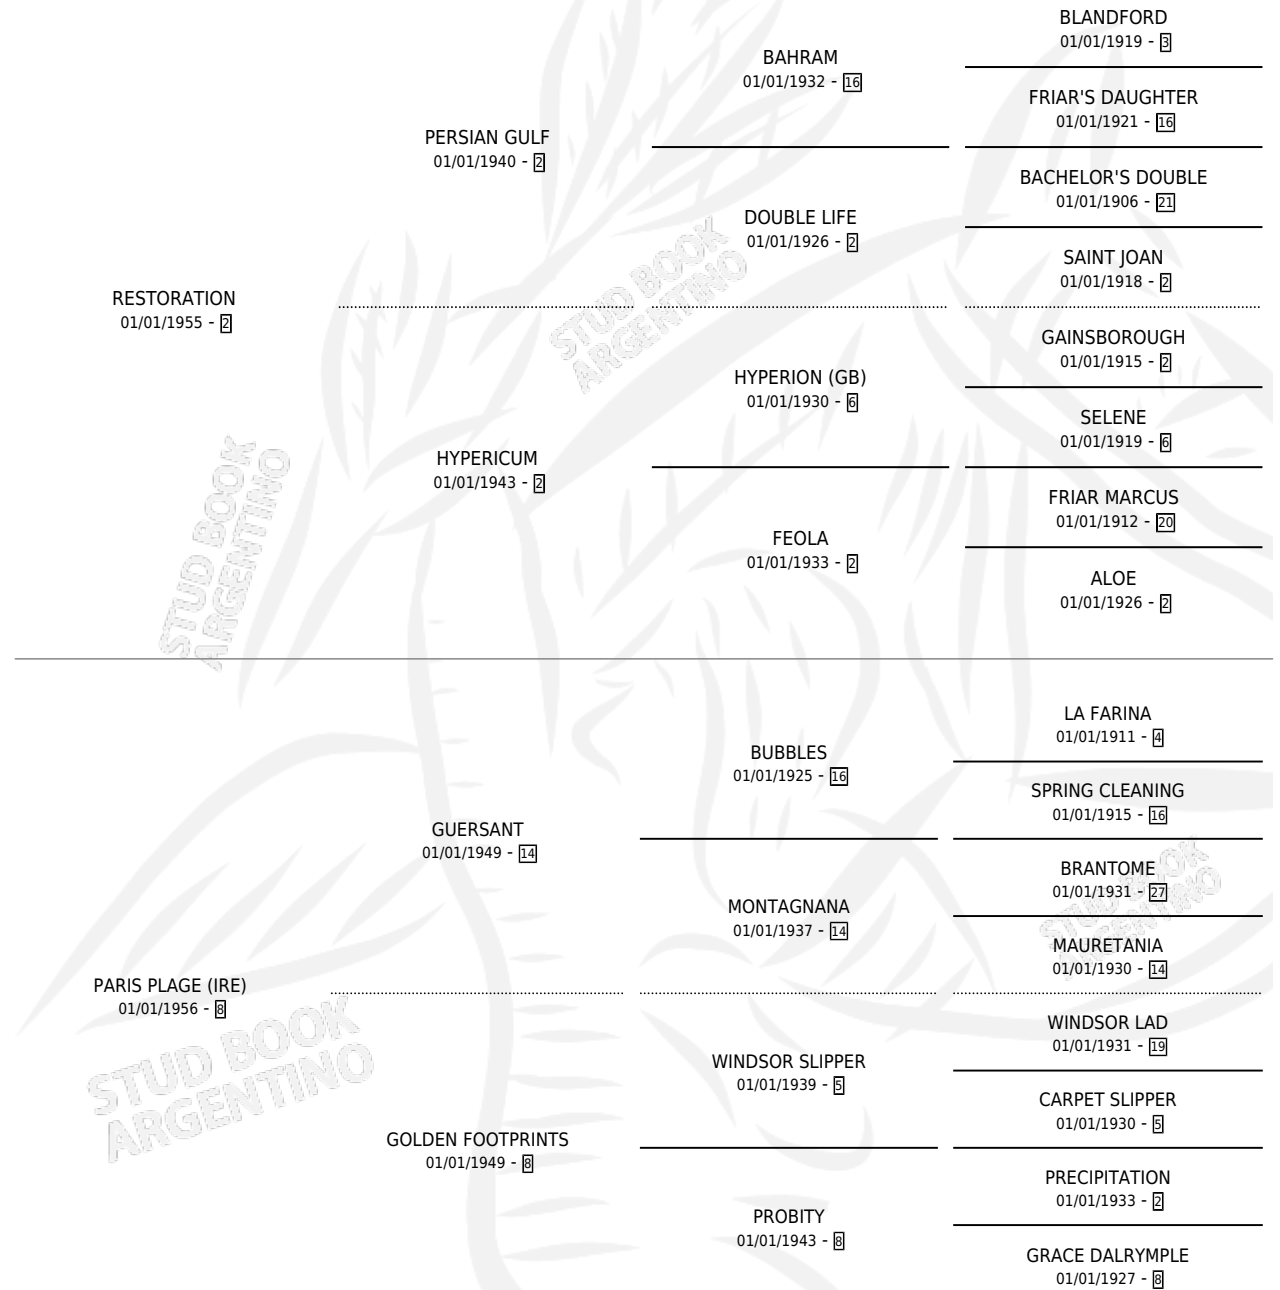 BLANDFORD
01/01/1919 - 3
BAHRAM
01/01/1932 - 16
FRIAR'S DAUGHTER
01/01/1921 - 16
PERSIAN GULF
01/01/1940 - 2
BACHELOR'S DOUBLE
01/01/1906 - 21
DOUBLE LIFE
01/01/1926 - 2
SAINT JOAN
01/01/1918 - 2
RESTORATION
01/01/1955 - 2
GAINSBOROUGH
01/01/1915 - 2
HYPERION (GB)
01/01/1930 - 6
SELENE
01/01/1919 - 6
HYPERICUM
01/01/1943 - 2
FRIAR MARCUS
01/01/1912 - 20
FEOLA
01/01/1933 - 2
ALOE
01/01/1926 - 2
STUD BOOK
ARGENTINO
STUD BOOK
ARGENTINO
LA FARINA
01/01/1911 - 4
BUBBLES
01/01/1925 - 16
SPRING CLEANING
01/01/1915 - 16
GUERSANT
01/01/1949 - 14
BRANTOME
01/01/1931 - 27
MONTAGNANA
01/01/1937 - 14
MAURETANIA
01/01/1930 - 14
PARIS PLAGE (IRE)
01/01/1956 - 8
WINDSOR LAD
01/01/1931 - 19
WINDSOR SLIPPER
01/01/1939 - 5
CARPET SLIPPER
01/01/1930 - 5
GOLDEN FOOTPRINTS
01/01/1949 - 8
PRECIPITATION
01/01/1933 - 2
PROBITY
01/01/1943 - 8
GRACE DALRYMPLE
01/01/1927 - 8
STUD BOOK
ARGENTINO
STUD BOOK
ARGENTINO